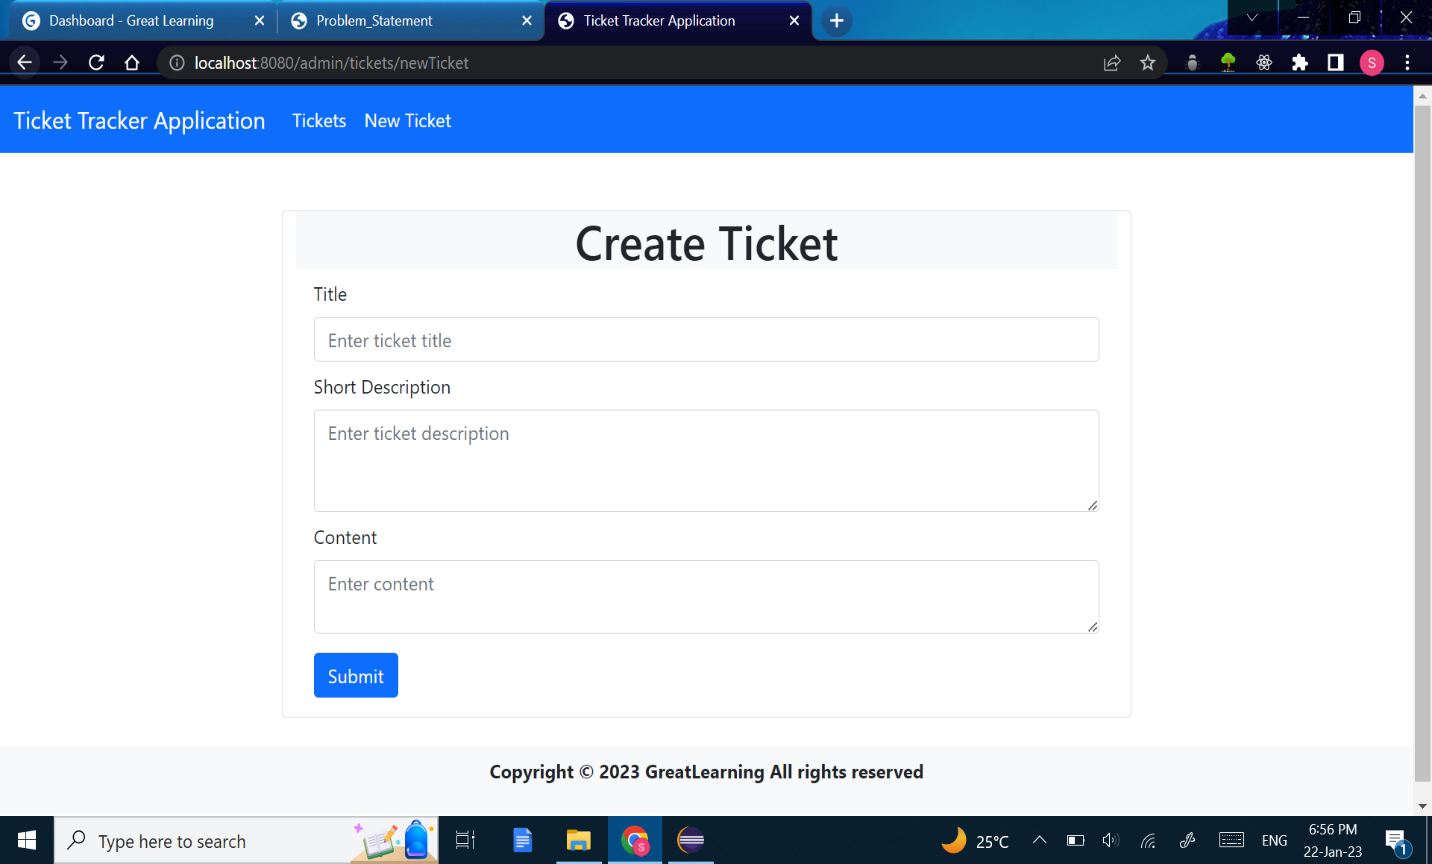 Dashboard - Great Learning
Problem_Statement
Ticket Tracker Application
localhost:8080/admin/tickets/newTicket
S
Ticket Tracker Application
Tickets
New Ticket
Create Ticket
Title
Enter ticket title
Short Description
Enter ticket description
Content
Enter content
Submit
Copyright © 2023 GreatLearning All rights reserved
Type here to search
S
25°C
ENG
6:56 PM
22-Jan-23
1